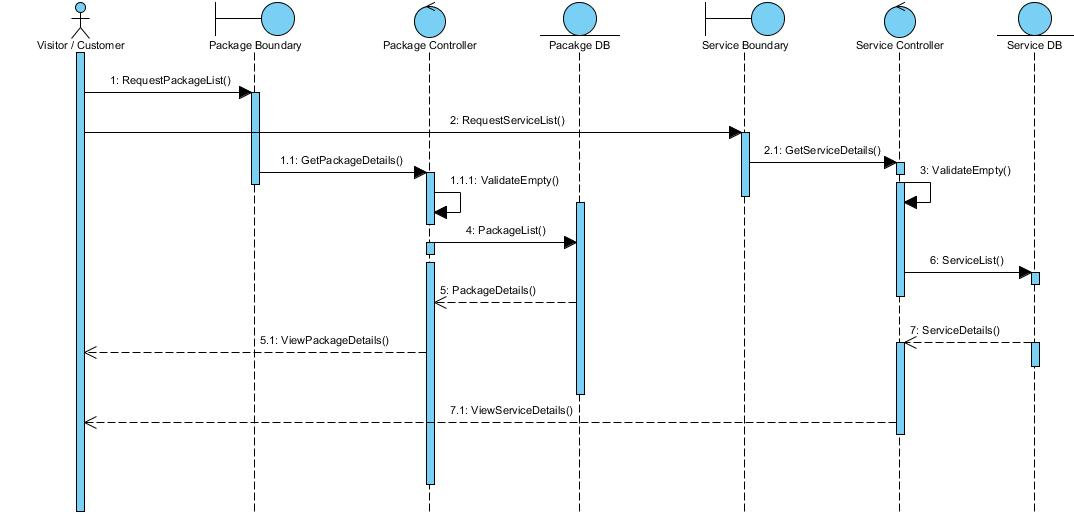 Visitor / Customer
Package Boundary
Package Controller
Pacakge DB
Service Boundary
Service Controller
Service DB
1: RequestPackageList()
2: RequestServiceList()
2.1: GetServiceDetails()
1.1: GetPackageDetails()
3: ValidateEmpty()
1.1.1: ValidateEmpty()
4: PackageList()
6: ServiceList()
5: PackageDetails()
7: ServiceDetails()
5.1: ViewPackageDetails()
7.1: ViewServiceDetails()